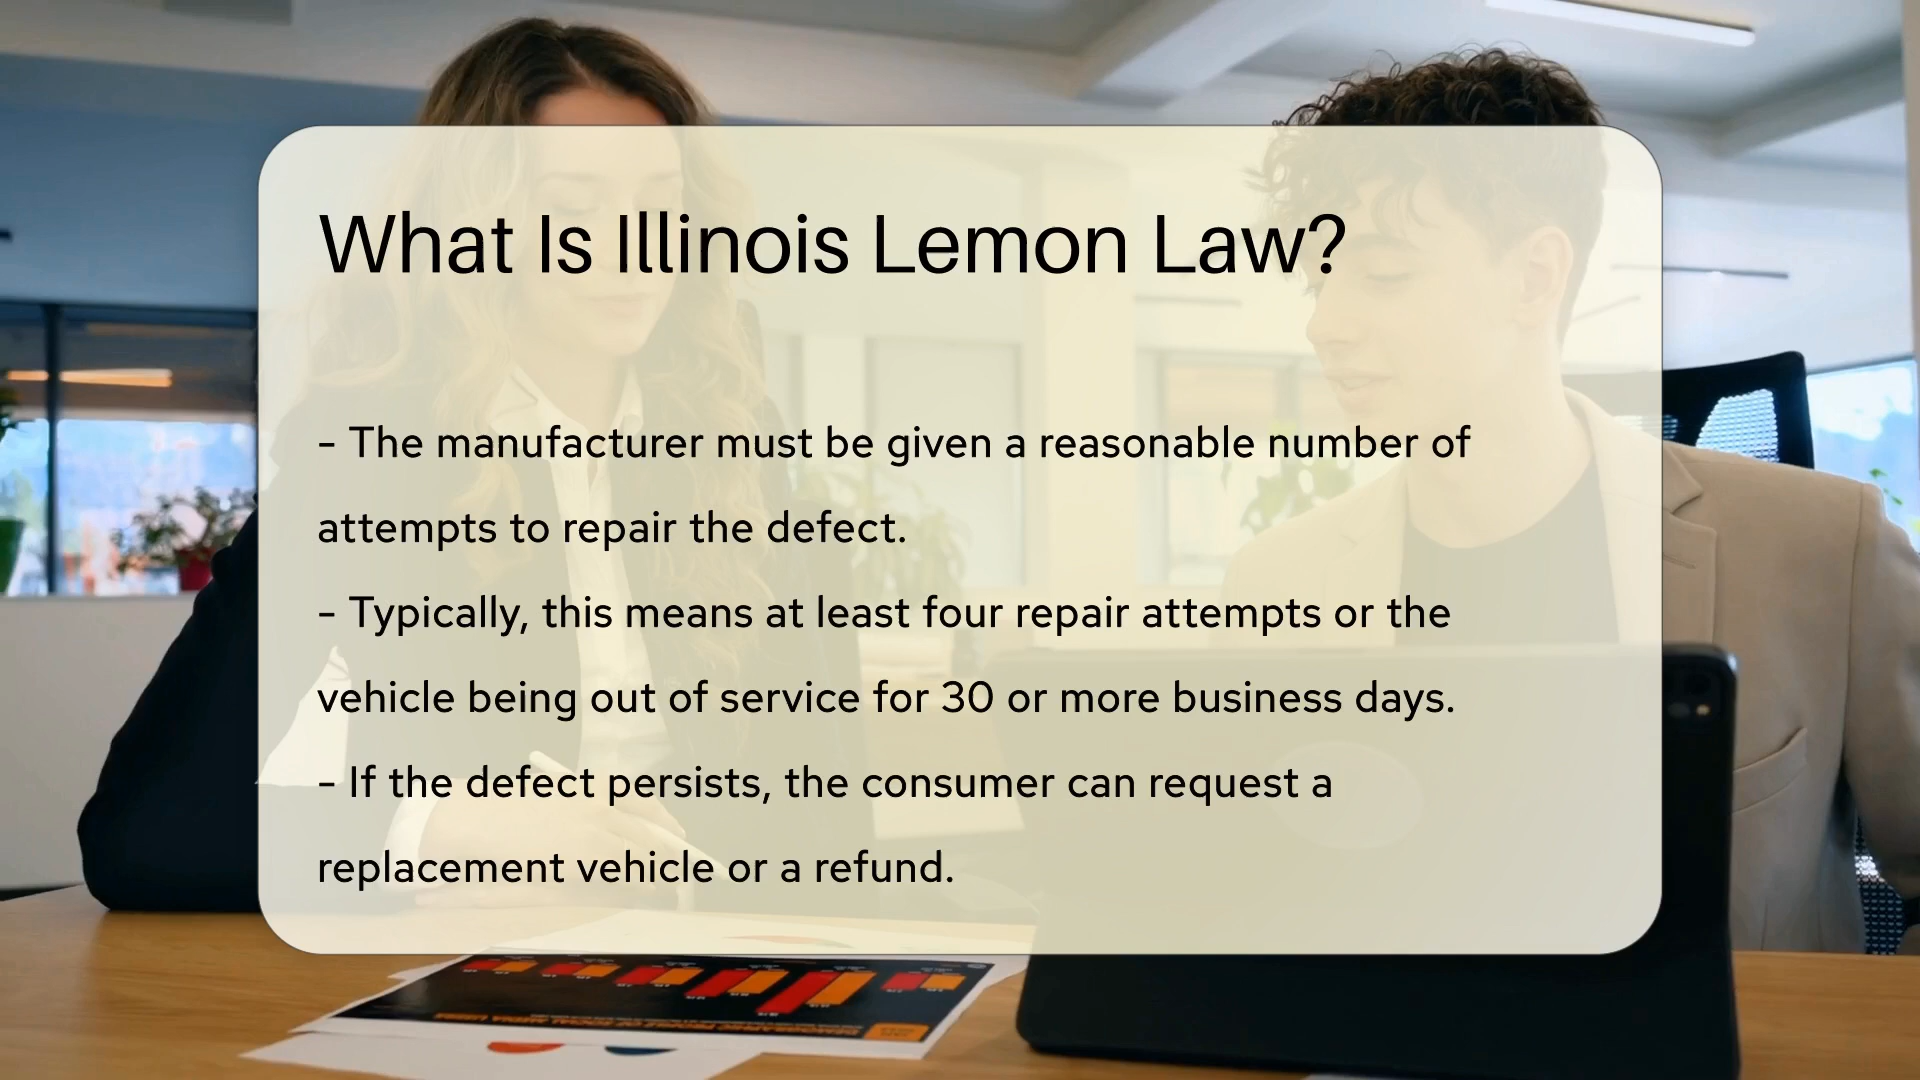 What Is Illinois Lemon Law?
- The manufacturer must be given a reasonable number of
attempts to repair the defect.
- Typically, this means at least four repair attempts or the
vehicle being out of service for 30 or more business days.
- If the defect persists, the consumer can request a
replacement vehicle or a refund.